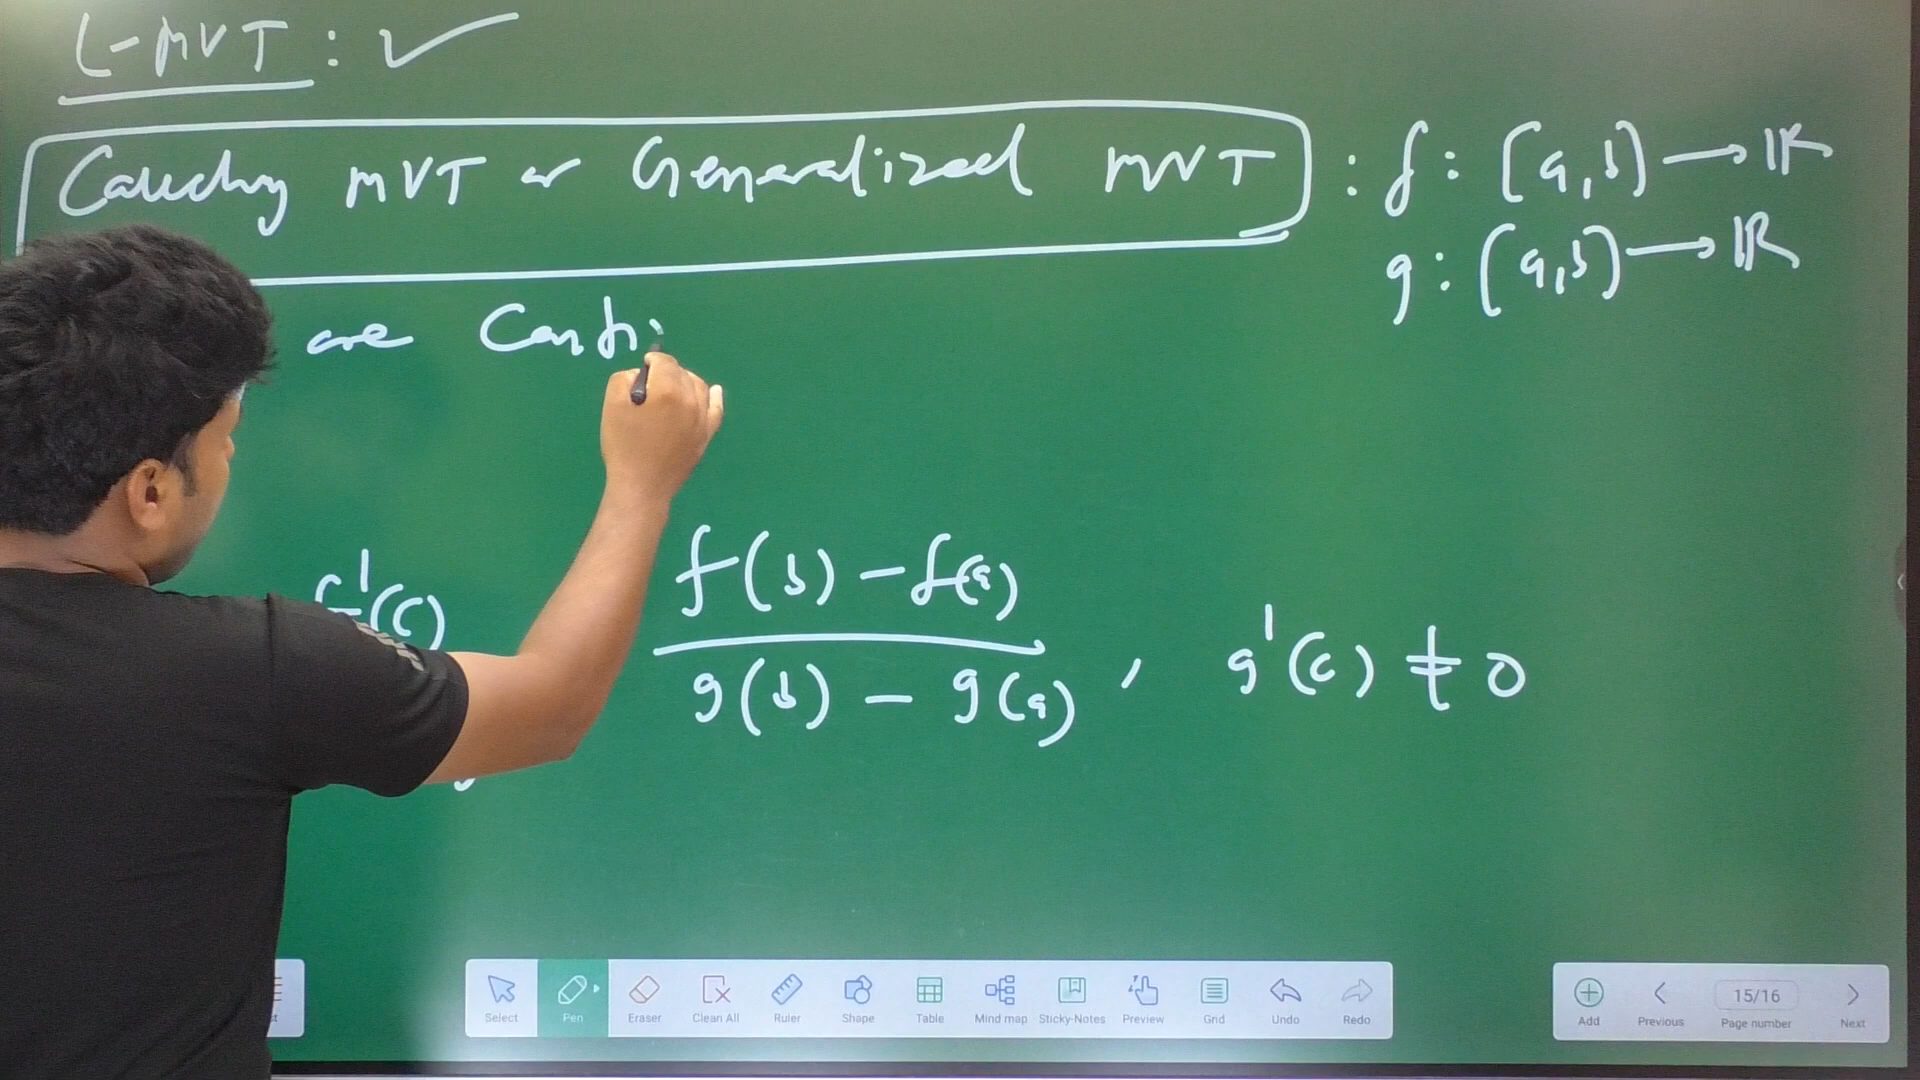 L-MVT : ✓
Cauchy MVT or Generalized MVT : f : [a,b] → ℝ
g : [a,b] → ℝ
are Conti
f'(c)
f(b) - f(a)
g(b) - g(a) , g'(c) ≠ 0
Select Pen Eraser Clean All Ruler Shape Table Mind map Sticky-Notes Preview Grid Undo Redo
Add Previous 15/16 Page number Next